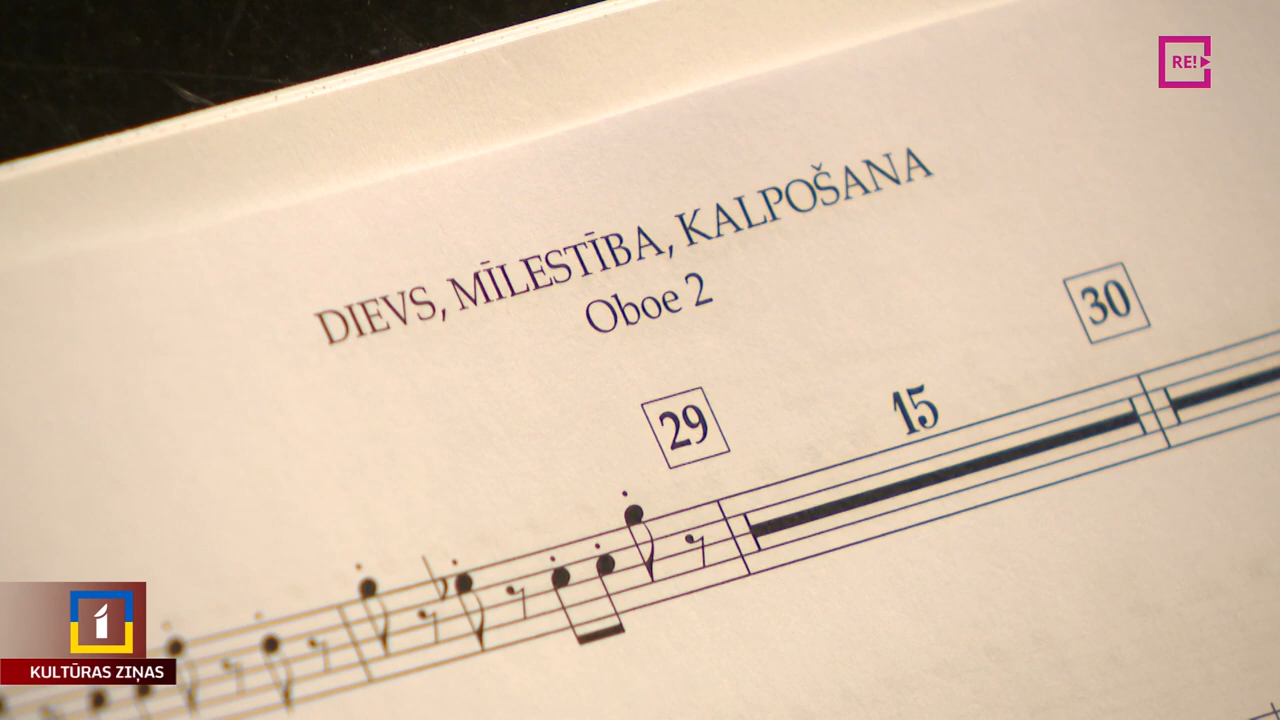 RE!
DIEVS, MĪLESTĪBA, KALPOŠANA
Oboe 2
30
15
29
1
KULTŪRAS ZIŅAS